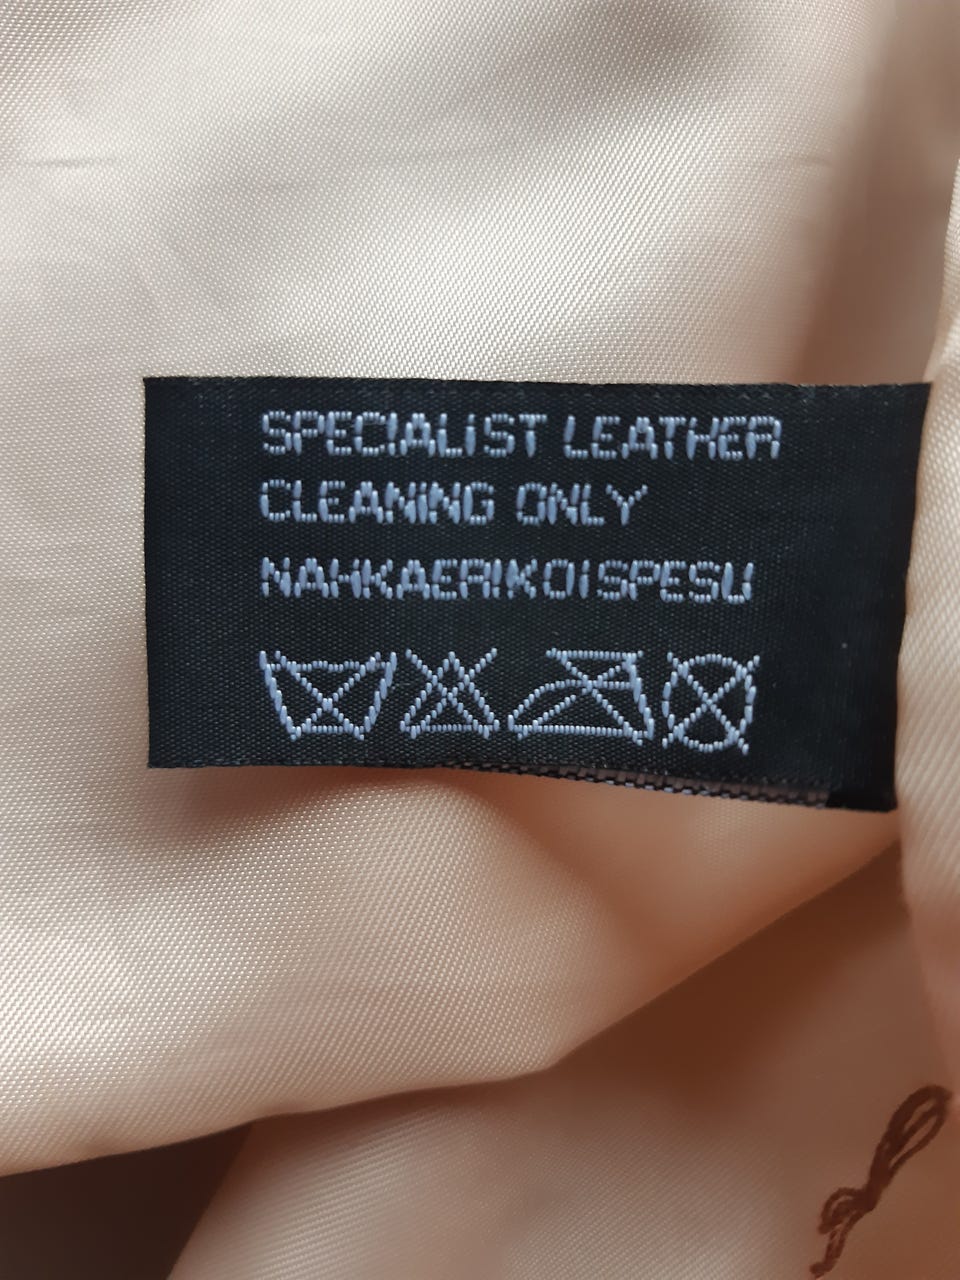 SPECIALIST LEATHER
CLEANING ONLY
NAHKAERIKOISPESU